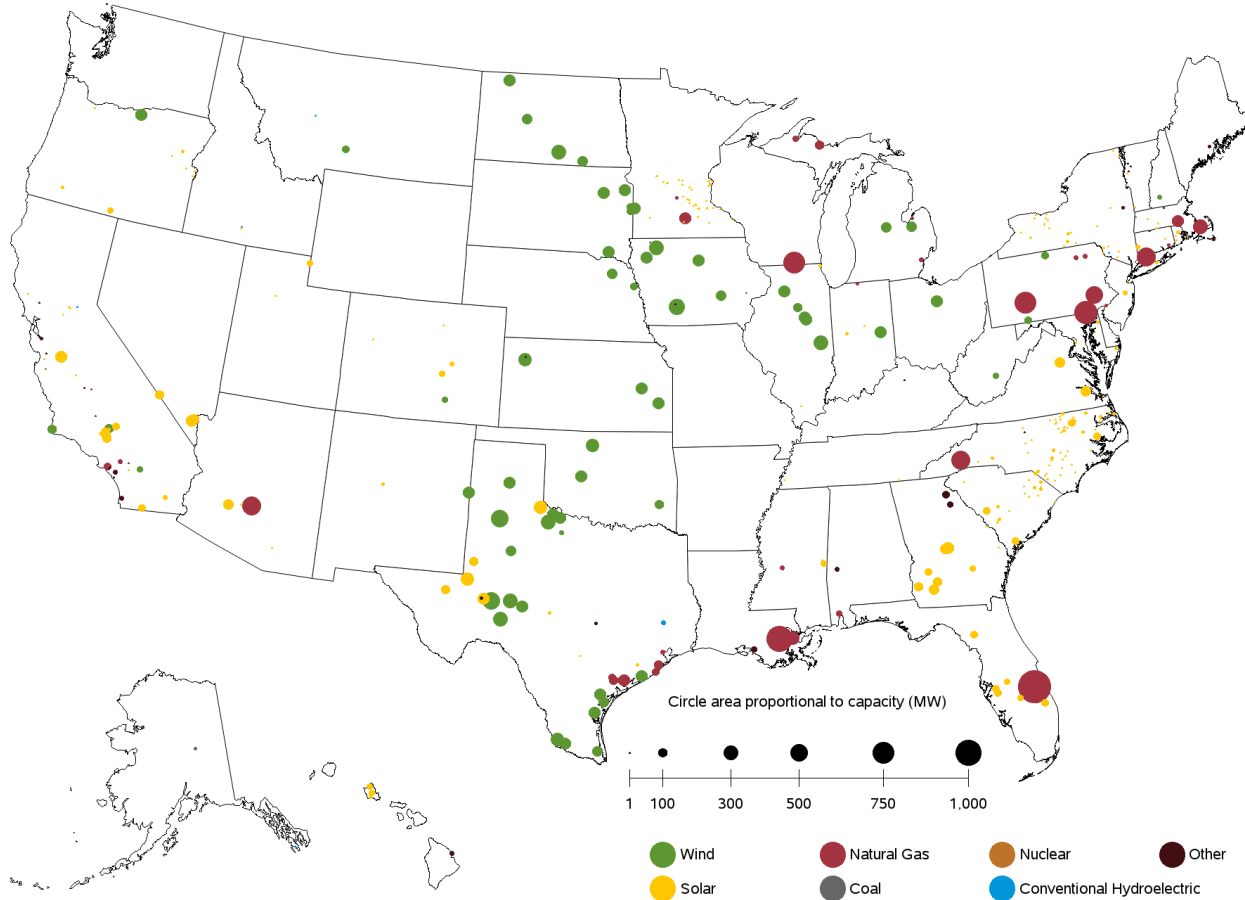 Circle area proportional to capacity (MW)
1 100 300 500 750 1,000
Wind Natural Gas Nuclear Other
Solar Coal Conventional Hydroelectric